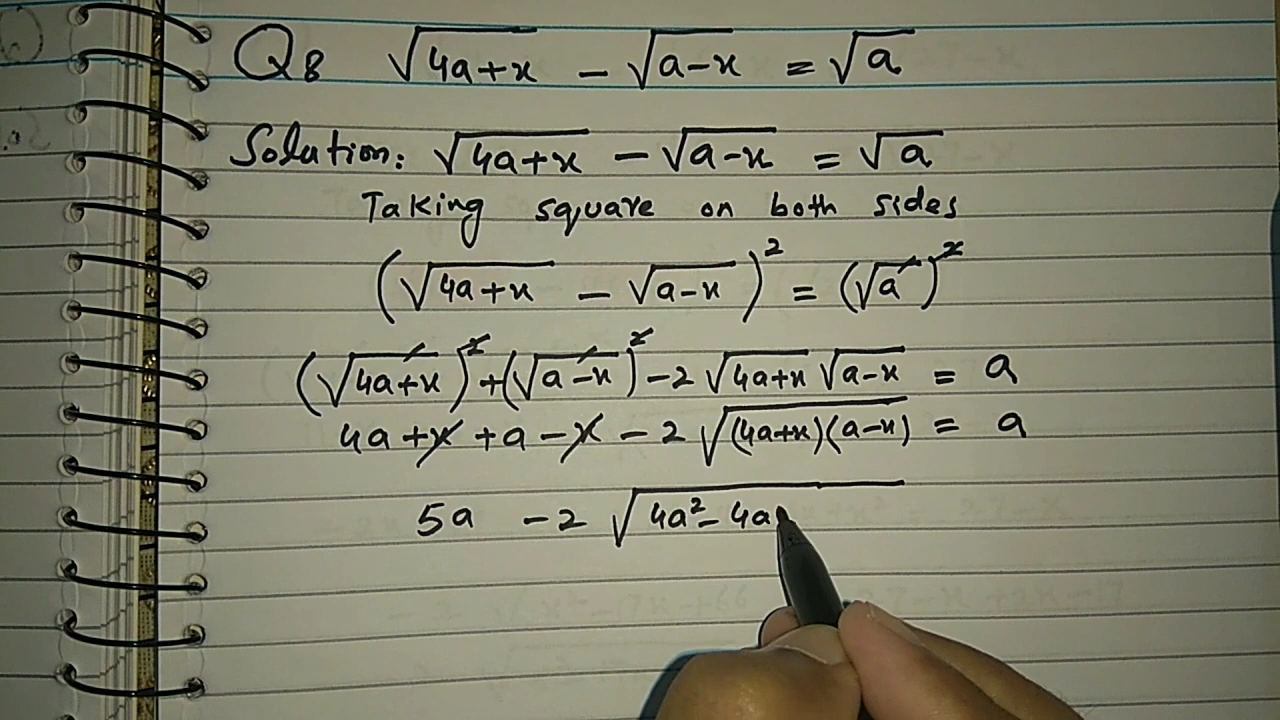 Q8 √(4a+x) − √(a−x) = √a
Solution: √(4a+x) − √(a−x) = √a
Taking square on both sides
(√(4a+x) − √(a−x))² = (√a)²
(√(4a+x))² + (√(a−x))² − 2 √(4a+x) √(a−x) = a
4a + x + a − x − 2 √((4a+x)(a−x)) = a
5a − 2 √(4a² − 4a